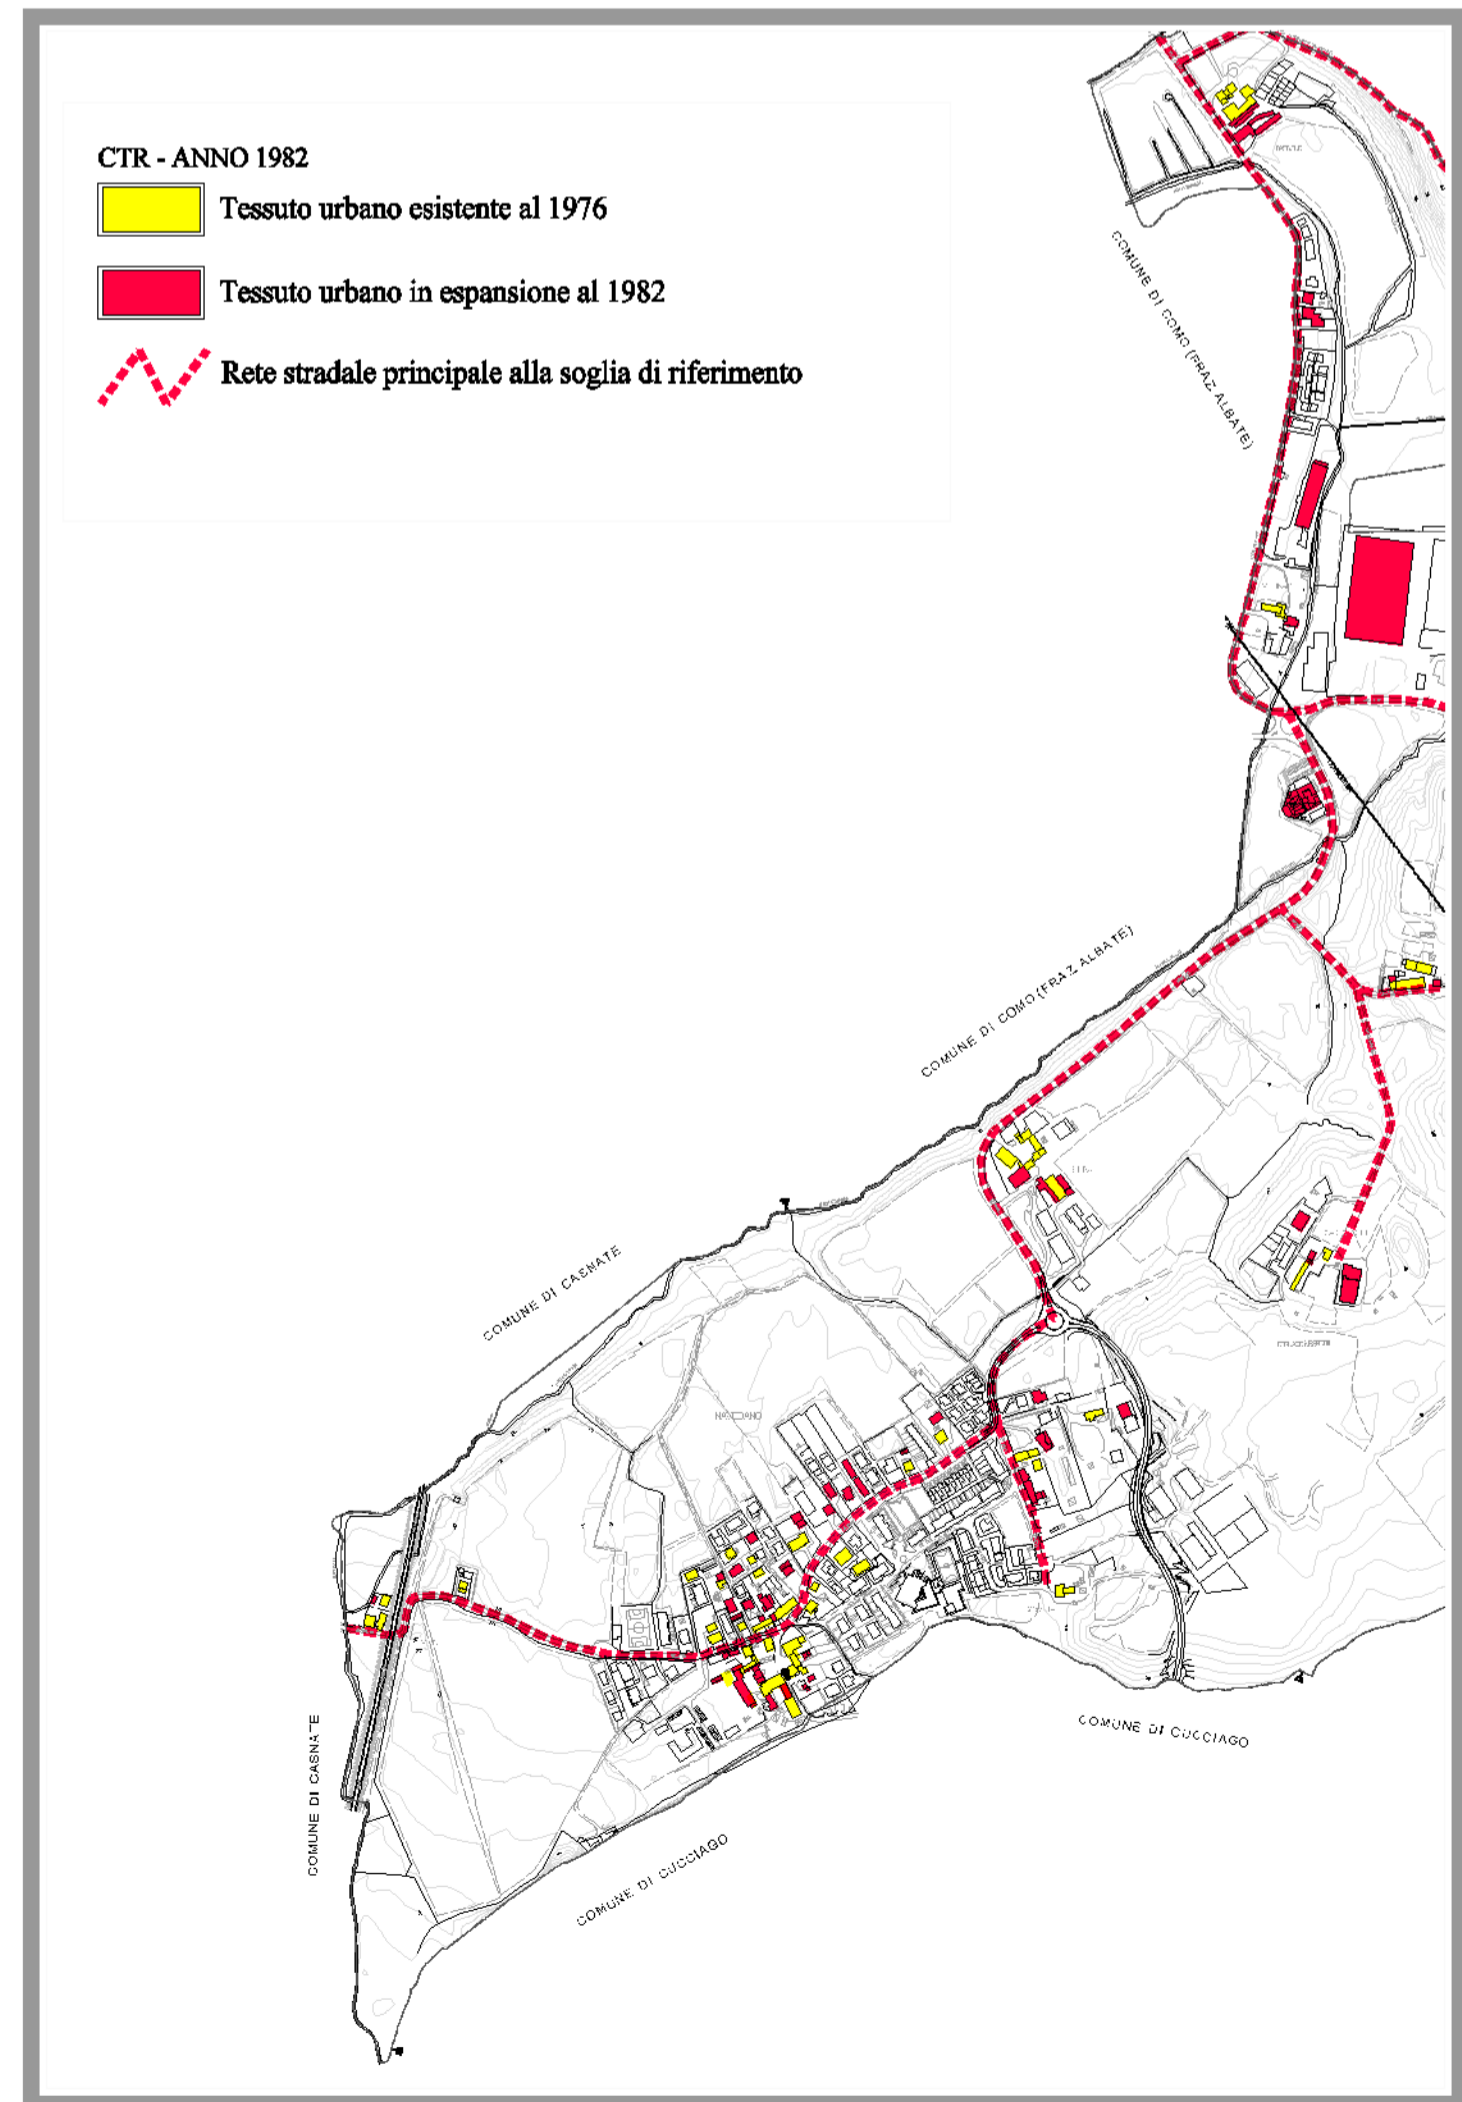 CTR - ANNO 1982
Tessuto urbano esistente al 1976
Tessuto urbano in espansione al 1982
Rete stradale principale alla soglia di riferimento
COMUNE DI COMO (FRAZ ALBATE)
COMUNE DI COMO (FRAZ ALBATE)
COMUNE DI CASNATE
COMUNE DI CASNATE
COMUNE DI CUCCIAGO
COMUNE DI CUCCIAGO